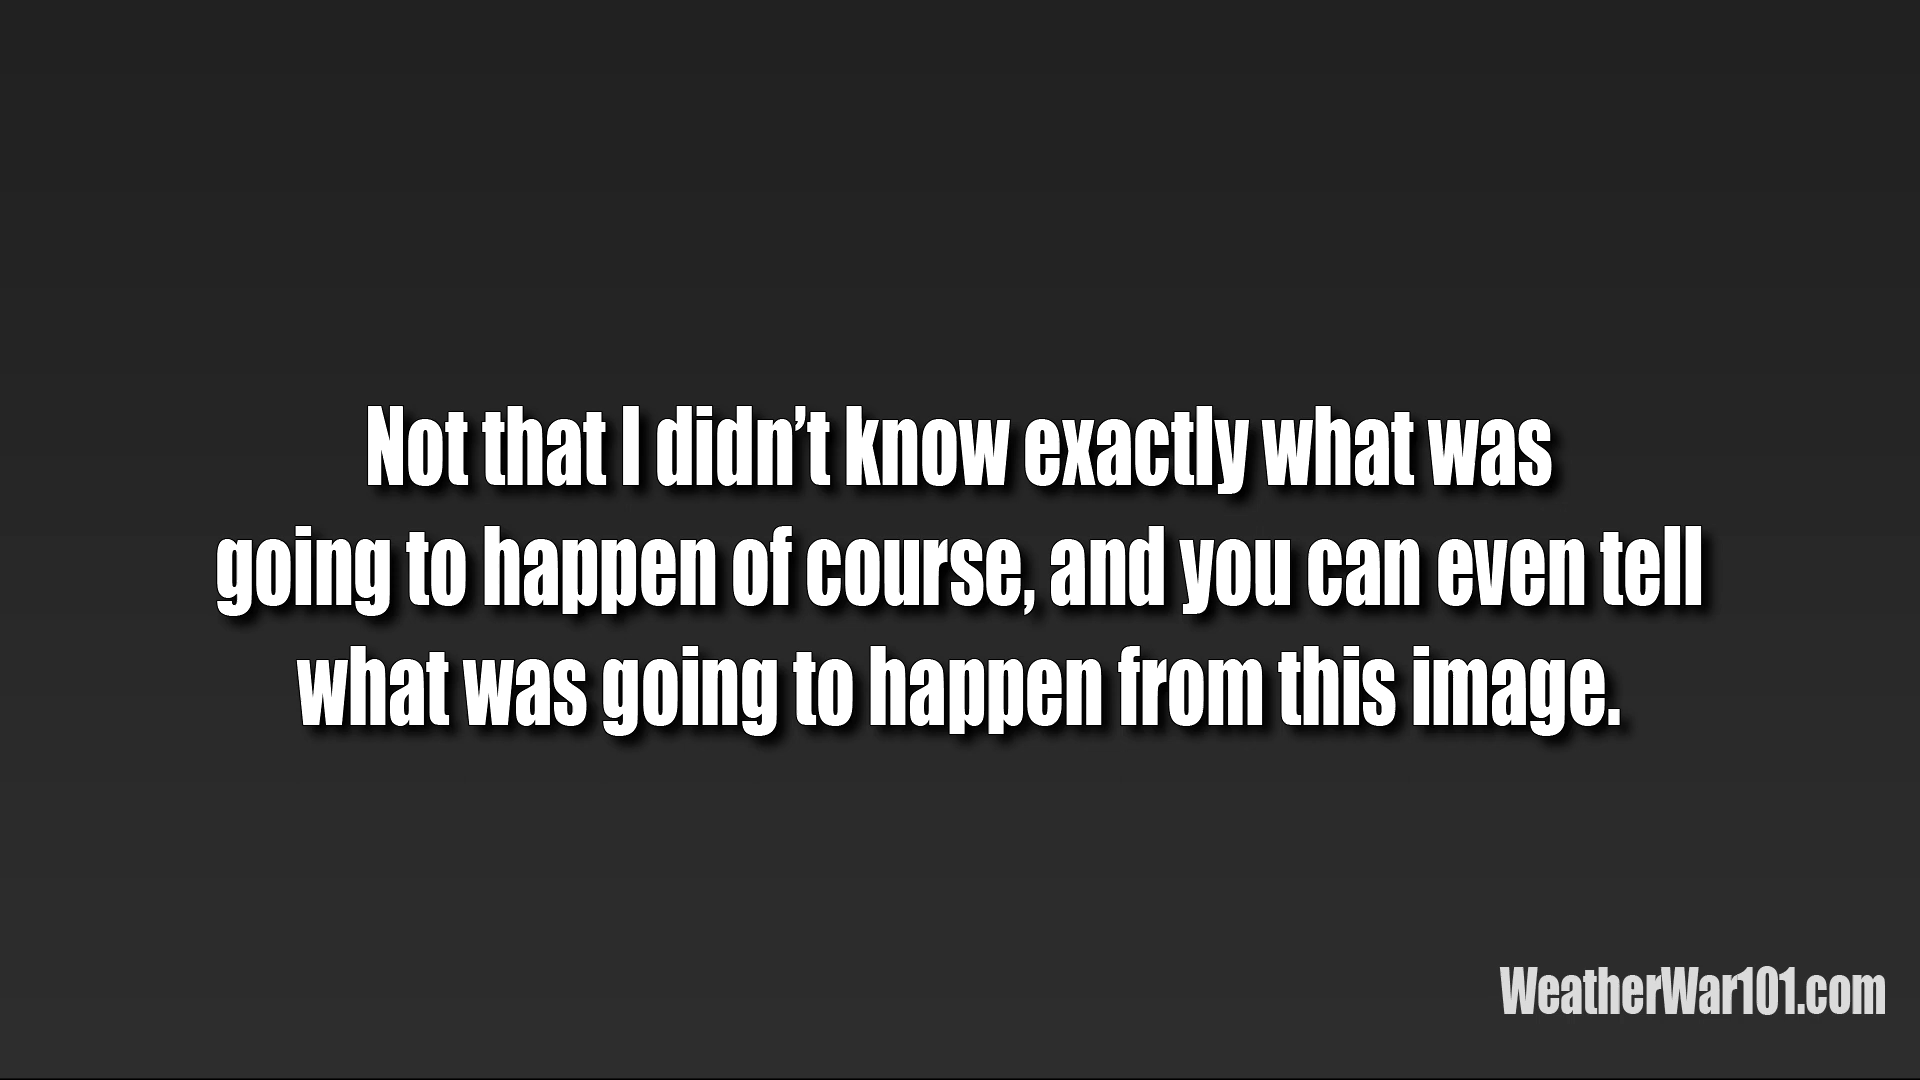 Not that I didn’t know exactly what was
going to happen of course, and you can even tell
what was going to happen from this image.
WeatherWar101.com